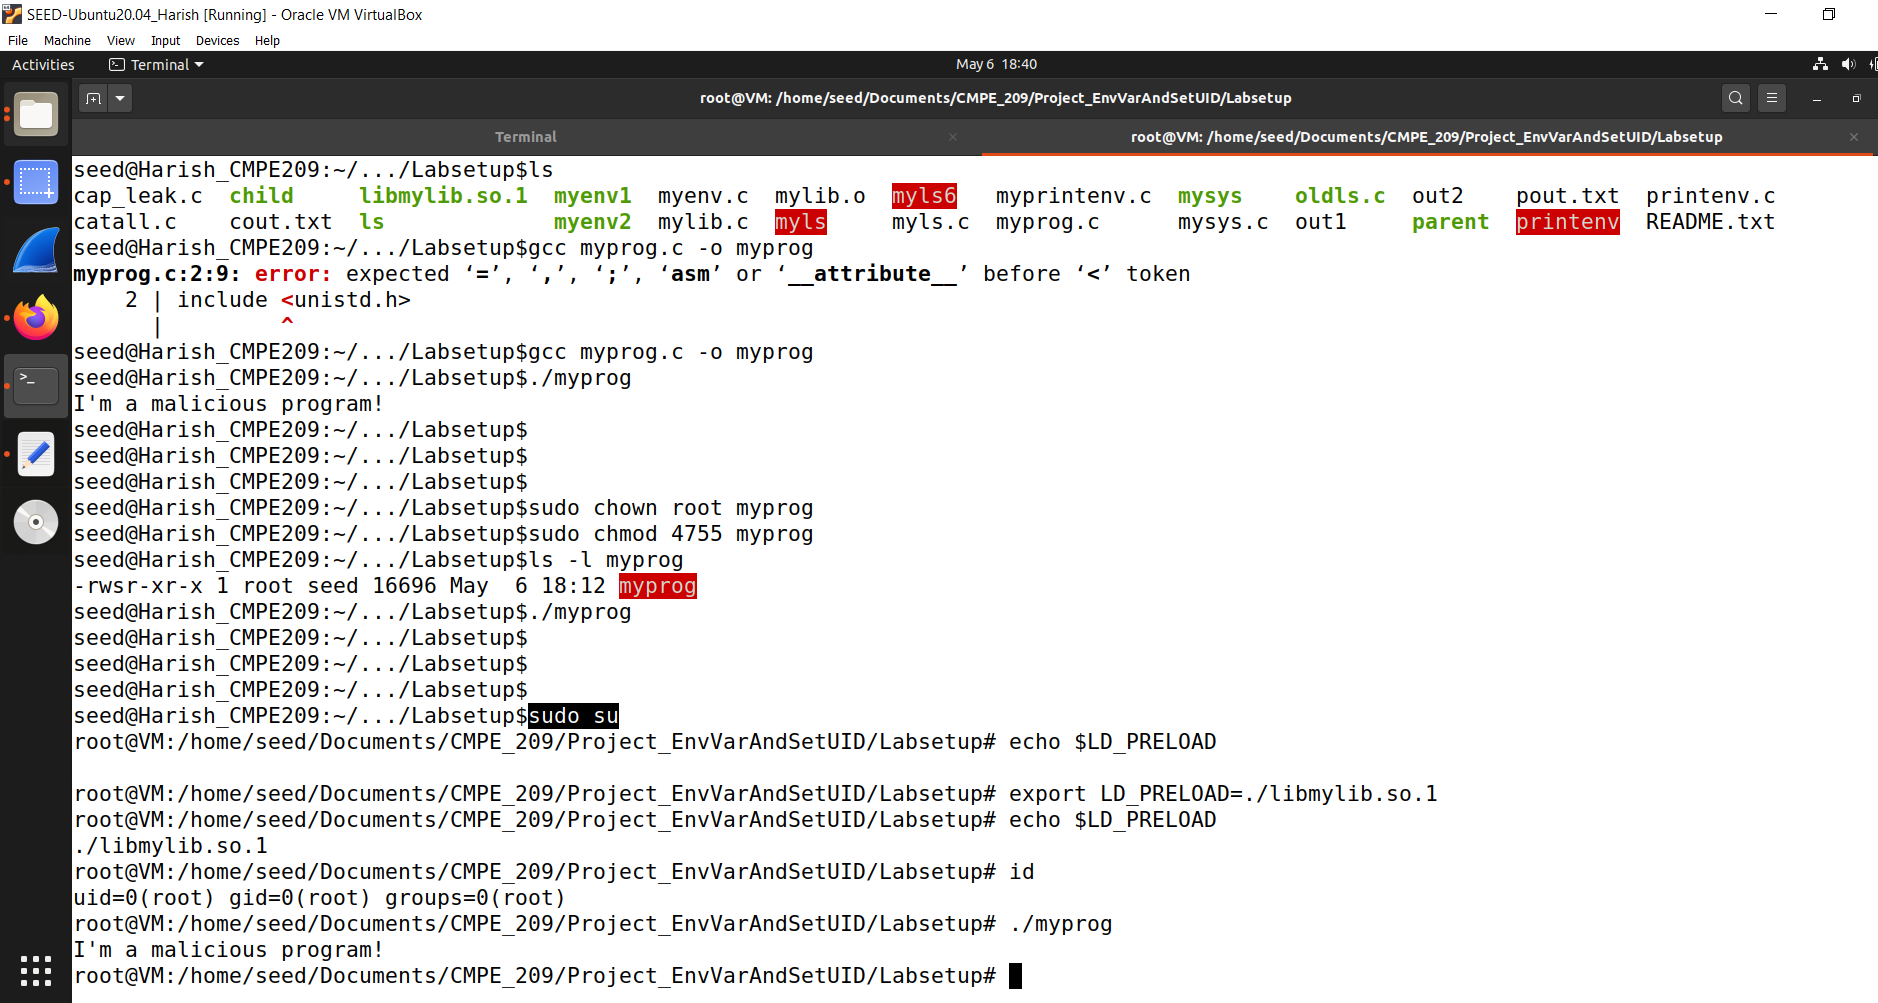 SEED-Ubuntu20.04_Harish [Running] - Oracle VM VirtualBox
File Machine View Input Devices Help
Activities Terminal May 6 18:40
root@VM: /home/seed/Documents/CMPE_209/Project_EnvVarAndSetUID/Labsetup
Terminal × root@VM: /home/seed/Documents/CMPE_209/Project_EnvVarAndSetUID/Labsetup ×
seed@Harish_CMPE209:~/.../Labsetup$ls
cap_leak.c child libmylib.so.1 myenv1 myenv.c mylib.o myls6 myprintenv.c mysys oldls.c out2 pout.txt printenv.c
catall.c cout.txt ls myenv2 mylib.c myls myls.c myprog.c mysys.c out1 parent printenv README.txt
seed@Harish_CMPE209:~/.../Labsetup$gcc myprog.c -o myprog
myprog.c:2:9: error: expected ‘=’, ‘,’, ‘;’, ‘asm’ or ‘__attribute__’ before ‘<’ token
2 | include <unistd.h>
| ^
seed@Harish_CMPE209:~/.../Labsetup$gcc myprog.c -o myprog
seed@Harish_CMPE209:~/.../Labsetup$./myprog
I'm a malicious program!
seed@Harish_CMPE209:~/.../Labsetup$
seed@Harish_CMPE209:~/.../Labsetup$
seed@Harish_CMPE209:~/.../Labsetup$
seed@Harish_CMPE209:~/.../Labsetup$sudo chown root myprog
seed@Harish_CMPE209:~/.../Labsetup$sudo chmod 4755 myprog
seed@Harish_CMPE209:~/.../Labsetup$ls -l myprog
-rwsr-xr-x 1 root seed 16696 May  6 18:12 myprog
seed@Harish_CMPE209:~/.../Labsetup$./myprog
seed@Harish_CMPE209:~/.../Labsetup$
seed@Harish_CMPE209:~/.../Labsetup$
seed@Harish_CMPE209:~/.../Labsetup$
seed@Harish_CMPE209:~/.../Labsetup$sudo su
root@VM:/home/seed/Documents/CMPE_209/Project_EnvVarAndSetUID/Labsetup# echo $LD_PRELOAD
root@VM:/home/seed/Documents/CMPE_209/Project_EnvVarAndSetUID/Labsetup# export LD_PRELOAD=./libmylib.so.1
root@VM:/home/seed/Documents/CMPE_209/Project_EnvVarAndSetUID/Labsetup# echo $LD_PRELOAD
./libmylib.so.1
root@VM:/home/seed/Documents/CMPE_209/Project_EnvVarAndSetUID/Labsetup# id
uid=0(root) gid=0(root) groups=0(root)
root@VM:/home/seed/Documents/CMPE_209/Project_EnvVarAndSetUID/Labsetup# ./myprog
I'm a malicious program!
root@VM:/home/seed/Documents/CMPE_209/Project_EnvVarAndSetUID/Labsetup#